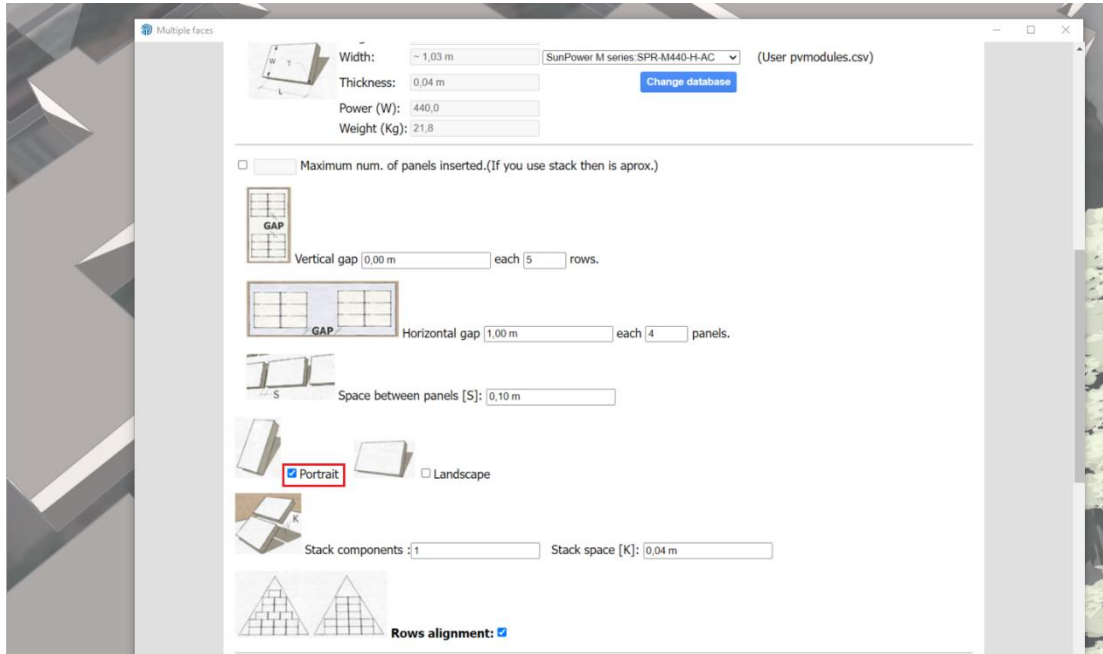 Multiple faces
W T
L
Width: ~ 1,03 m SunPower M series:SPR-M440-H-AC (User pvmodules.csv)
Thickness: 0,04 m Change database
Power (W): 440,0
Weight (Kg): 21,8
Maximum num. of panels inserted.(If you use stack then is aprox.)
GAP
Vertical gap 0,00 m each 5 rows.
GAP
Horizontal gap 1,00 m each 4 panels.
S
Space between panels [S]: 0,10 m
Portrait Landscape
K
Stack components : 1 Stack space [K]: 0,04 m
Rows alignment: